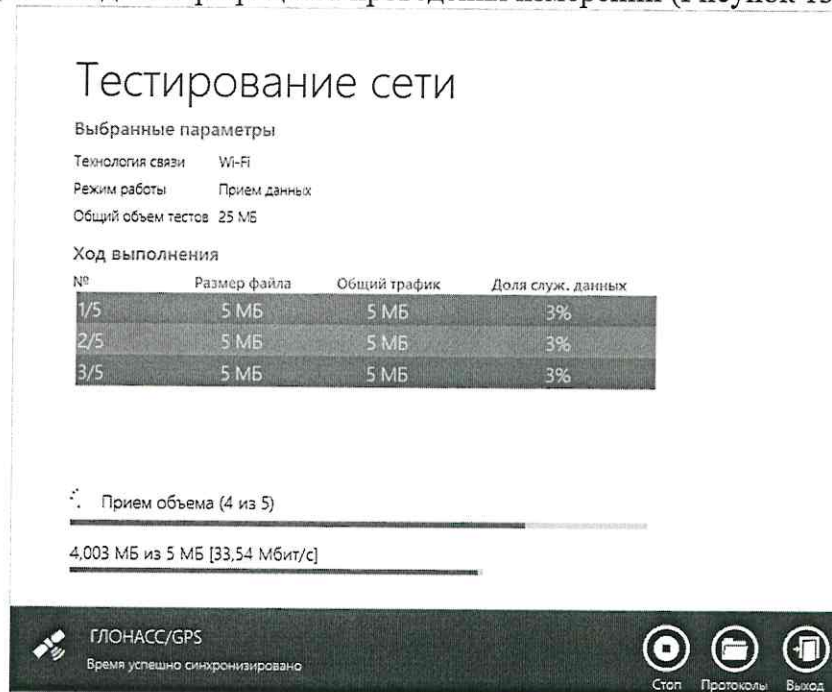 проведения измерений (Рисунок
Тестирование сети
Выбранные параметры
Технология связи Wi-Fi
Режим работы Прием данных
Общий объем тестов 25 МБ
Ход выполнения
№ Размер файла Общий трафик Доля служ. данных
1/5 5 МБ 5 МБ 3%
2/5 5 МБ 5 МБ 3%
3/5 5 МБ 5 МБ 3%
Прием объема (4 из 5)
4,003 МБ из 5 МБ [33,54 Мбит/с]
ГЛОНАСС/GPS
Время успешно синхронизировано
Стоп Протоколы Выход